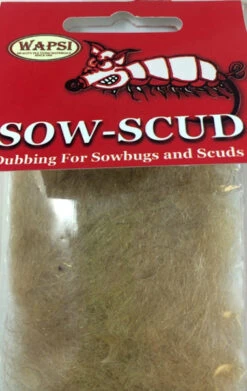 WAPSI
SOW-SCUD
Dubbing For Sowbugs and Scuds